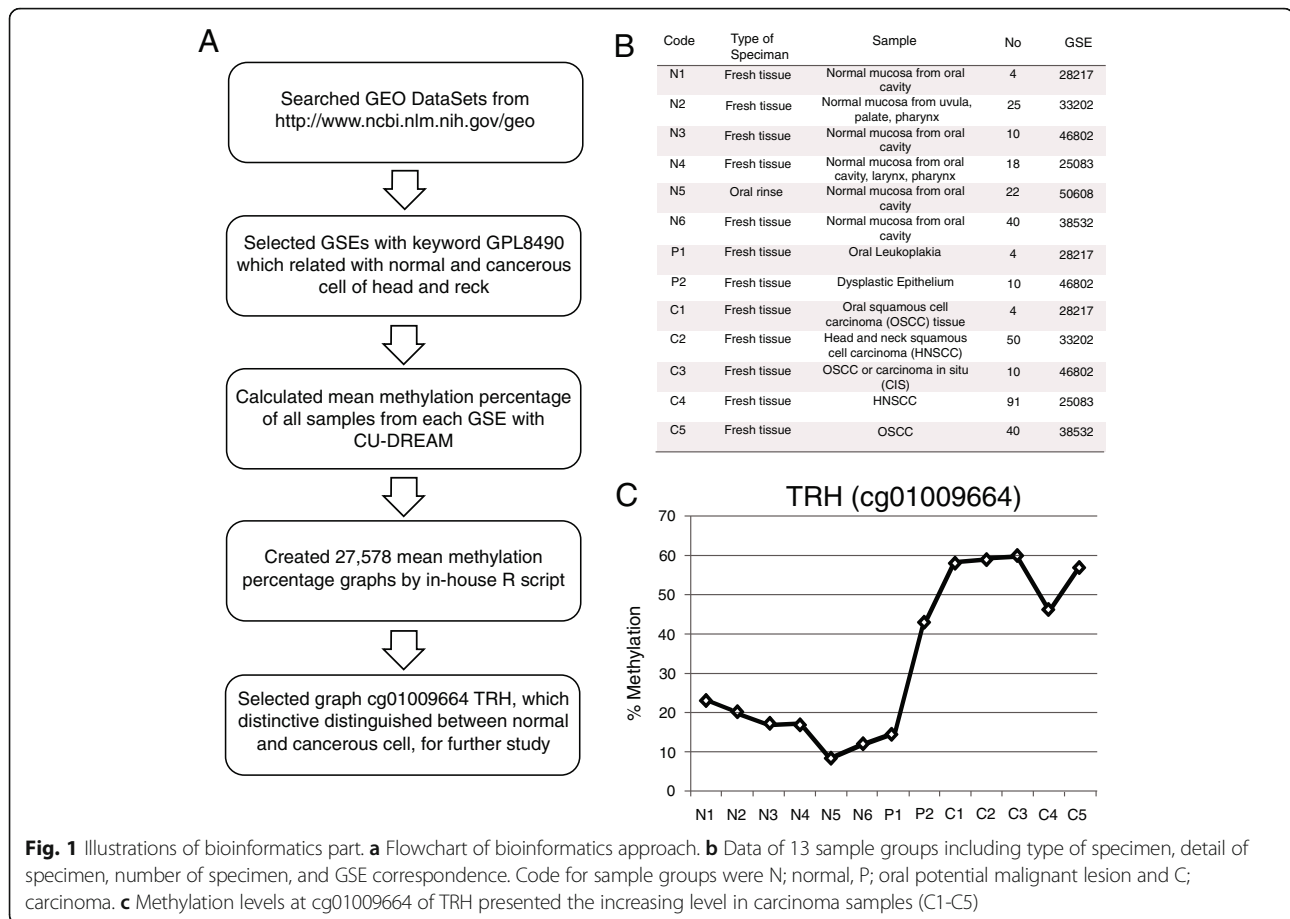 A
Searched GEO DataSets from
http://www.ncbi.nlm.nih.gov/geo
Selected GSEs with keyword GPL8490
which related with normal and cancerous
cell of head and reck
Calculated mean methylation percentage
of all samples from each GSE with
CU-DREAM
Created 27,578 mean methylation
percentage graphs by in-house R script
Selected graph cg01009664 TRH, which
distinctive distinguished between normal
and cancerous cell, for further study
B
Code Type of Speciman Sample No GSE
N1 Fresh tissue Normal mucosa from oral cavity 4 28217
N2 Fresh tissue Normal mucosa from uvula, palate, pharynx 25 33202
N3 Fresh tissue Normal mucosa from oral cavity 10 46802
N4 Fresh tissue Normal mucosa from oral cavity, larynx, pharynx 18 25083
N5 Oral rinse Normal mucosa from oral cavity 22 50608
N6 Fresh tissue Normal mucosa from oral cavity 40 38532
P1 Fresh tissue Oral Leukoplakia 4 28217
P2 Fresh tissue Dysplastic Epithelium 10 46802
C1 Fresh tissue Oral squamous cell carcinoma (OSCC) tissue 4 28217
C2 Fresh tissue Head and neck squamous cell carcinoma (HNSCC) 50 33202
C3 Fresh tissue OSCC or carcinoma in situ (CIS) 10 46802
C4 Fresh tissue HNSCC 91 25083
C5 Fresh tissue OSCC 40 38532
C
TRH (cg01009664)
% Methylation
70
60
50
40
30
20
10
0
N1 N2 N3 N4 N5 N6 P1 P2 C1 C2 C3 C4 C5
Fig. 1 Illustrations of bioinformatics part. a Flowchart of bioinformatics approach. b Data of 13 sample groups including type of specimen, detail of
specimen, number of specimen, and GSE correspondence. Code for sample groups were N; normal, P; oral potential malignant lesion and C;
carcinoma. c Methylation levels at cg01009664 of TRH presented the increasing level in carcinoma samples (C1-C5)